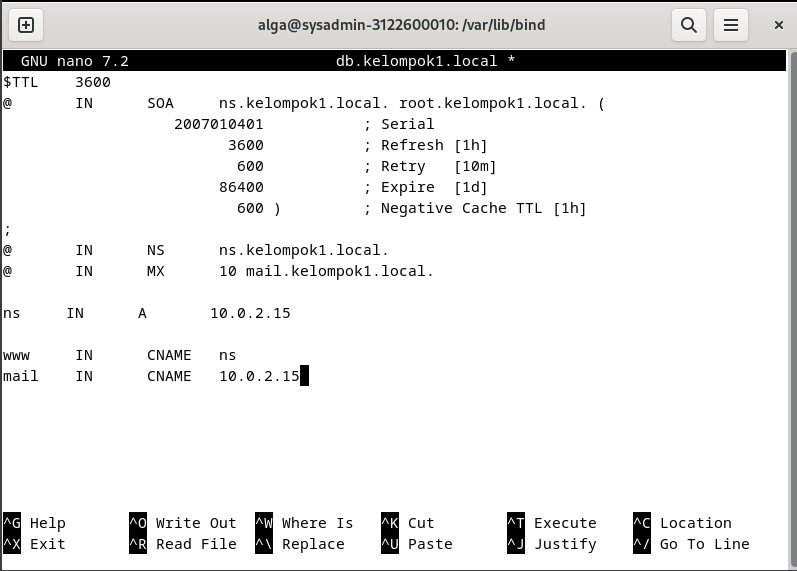 alga@sysadmin-3122600010: /var/lib/bind
GNU nano 7.2 db.kelompok1.local *
$TTL 3600
@ IN SOA ns.kelompok1.local. root.kelompok1.local. (
2007010401 ; Serial
3600 ; Refresh [1h]
600 ; Retry [10m]
86400 ; Expire [1d]
600 ) ; Negative Cache TTL [1h]
;
@ IN NS ns.kelompok1.local.
@ IN MX 10 mail.kelompok1.local.
ns IN A 10.0.2.15
www IN CNAME ns
mail IN CNAME 10.0.2.15
^G Help ^O Write Out ^W Where Is ^K Cut ^T Execute ^C Location
^X Exit ^R Read File ^\ Replace ^U Paste ^J Justify ^/ Go To Line